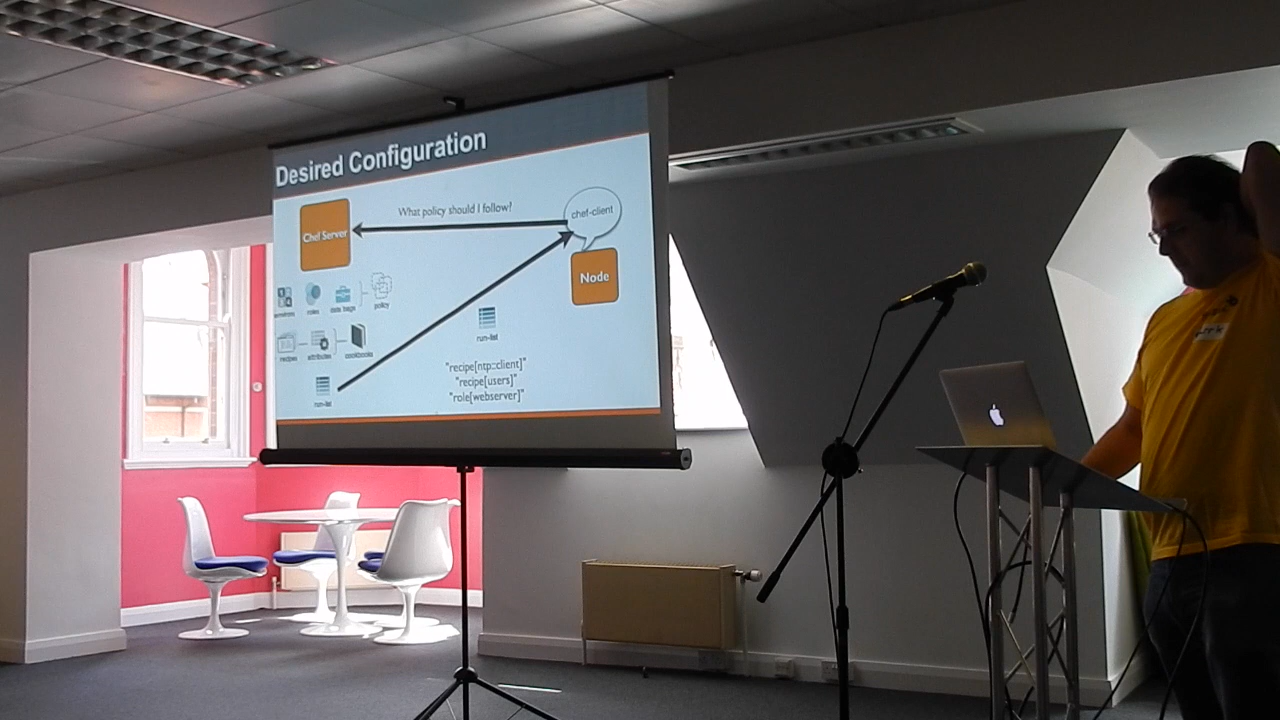 Desired Configuration
What policy should I follow?
chef-client
Chef Server
Node
roles
data bags
policy
run-list
recipes
attributes
cookbooks
"recipe[ntp::client]"
"recipe[users]"
"role[webserver]"
run-list